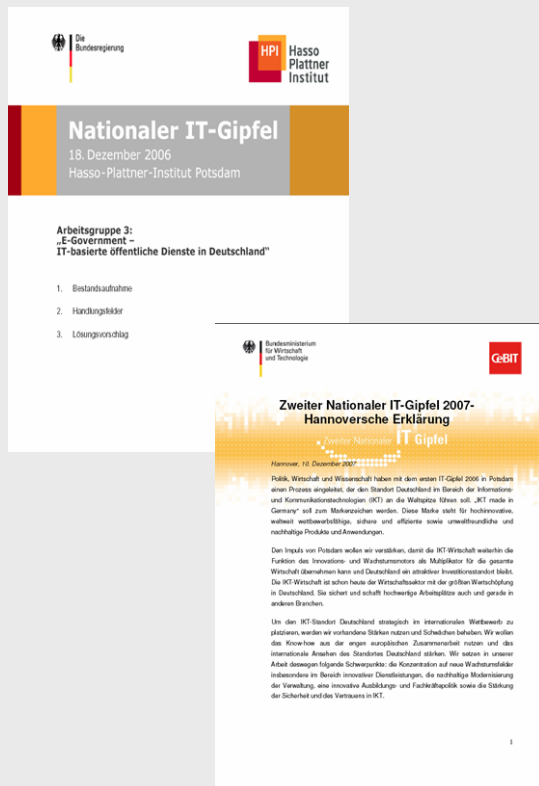 Die
Bundesregierung
HPI
Hasso
Plattner
Institut
Nationaler IT-Gipfel
18. Dezember 2006
Hasso-Plattner-Institut Potsdam
Arbeitsgruppe 3:
„E-Government –
IT-basierte öffentliche Dienste in Deutschland“
1. Bestandsaufnahme
2. Handlungsfelder
3. Lösungsvorschlag
Bundesministerium
für Wirtschaft
und Technologie
CeBIT
Zweiter Nationaler IT-Gipfel 2007-
Hannoversche Erklärung
Zweiter Nationaler IT Gipfel
Hannover, 10. Dezember 2007
Politik, Wirtschaft und Wissenschaft haben mit dem ersten IT-Gipfel 2006 in Potsdam
einen Prozess eingeleitet, der den Standort Deutschland im Bereich der Informations-
und Kommunikationstechnologien (IKT) an die Weltspitze führen soll. „IKT made in
Germany“ soll zum Markenzeichen werden. Diese Marke steht für hochinnovative,
weltweit wettbewerbsfähige, sichere und effiziente sowie umweltfreundliche und
nachhaltige Produkte und Anwendungen.
Den Impuls von Potsdam wollen wir verstärken, damit die IKT-Wirtschaft weiterhin die
Funktion des Innovations- und Wachstumsmotors als Multiplikator für die gesamte
Wirtschaft übernehmen kann und Deutschland ein attraktiver Investitionsstandort bleibt.
Die IKT-Wirtschaft ist schon heute der Wirtschaftssektor mit der größten Wertschöpfung
in Deutschland. Sie sichert und schafft hochwertige Arbeitsplätze auch und gerade in
anderen Branchen.
Um den IKT-Standort Deutschland strategisch im internationalen Wettbewerb zu
platzieren, werden wir vorhandene Stärken nutzen und Schwächen beheben. Wir wollen
das Know-how aus der engen europäischen Zusammenarbeit nutzen und das
internationale Ansehen des Standortes Deutschland stärken. Wir setzen in unserer
Arbeit deswegen folgende Schwerpunkte: die Konzentration auf neue Wachstumsfelder
insbesondere im Bereich innovativer Dienstleistungen, die nachhaltige Modernisierung
der Verwaltung, eine innovative Ausbildungs- und Fachkräftepolitik sowie die Stärkung
der Sicherheit und des Vertrauens in IKT.